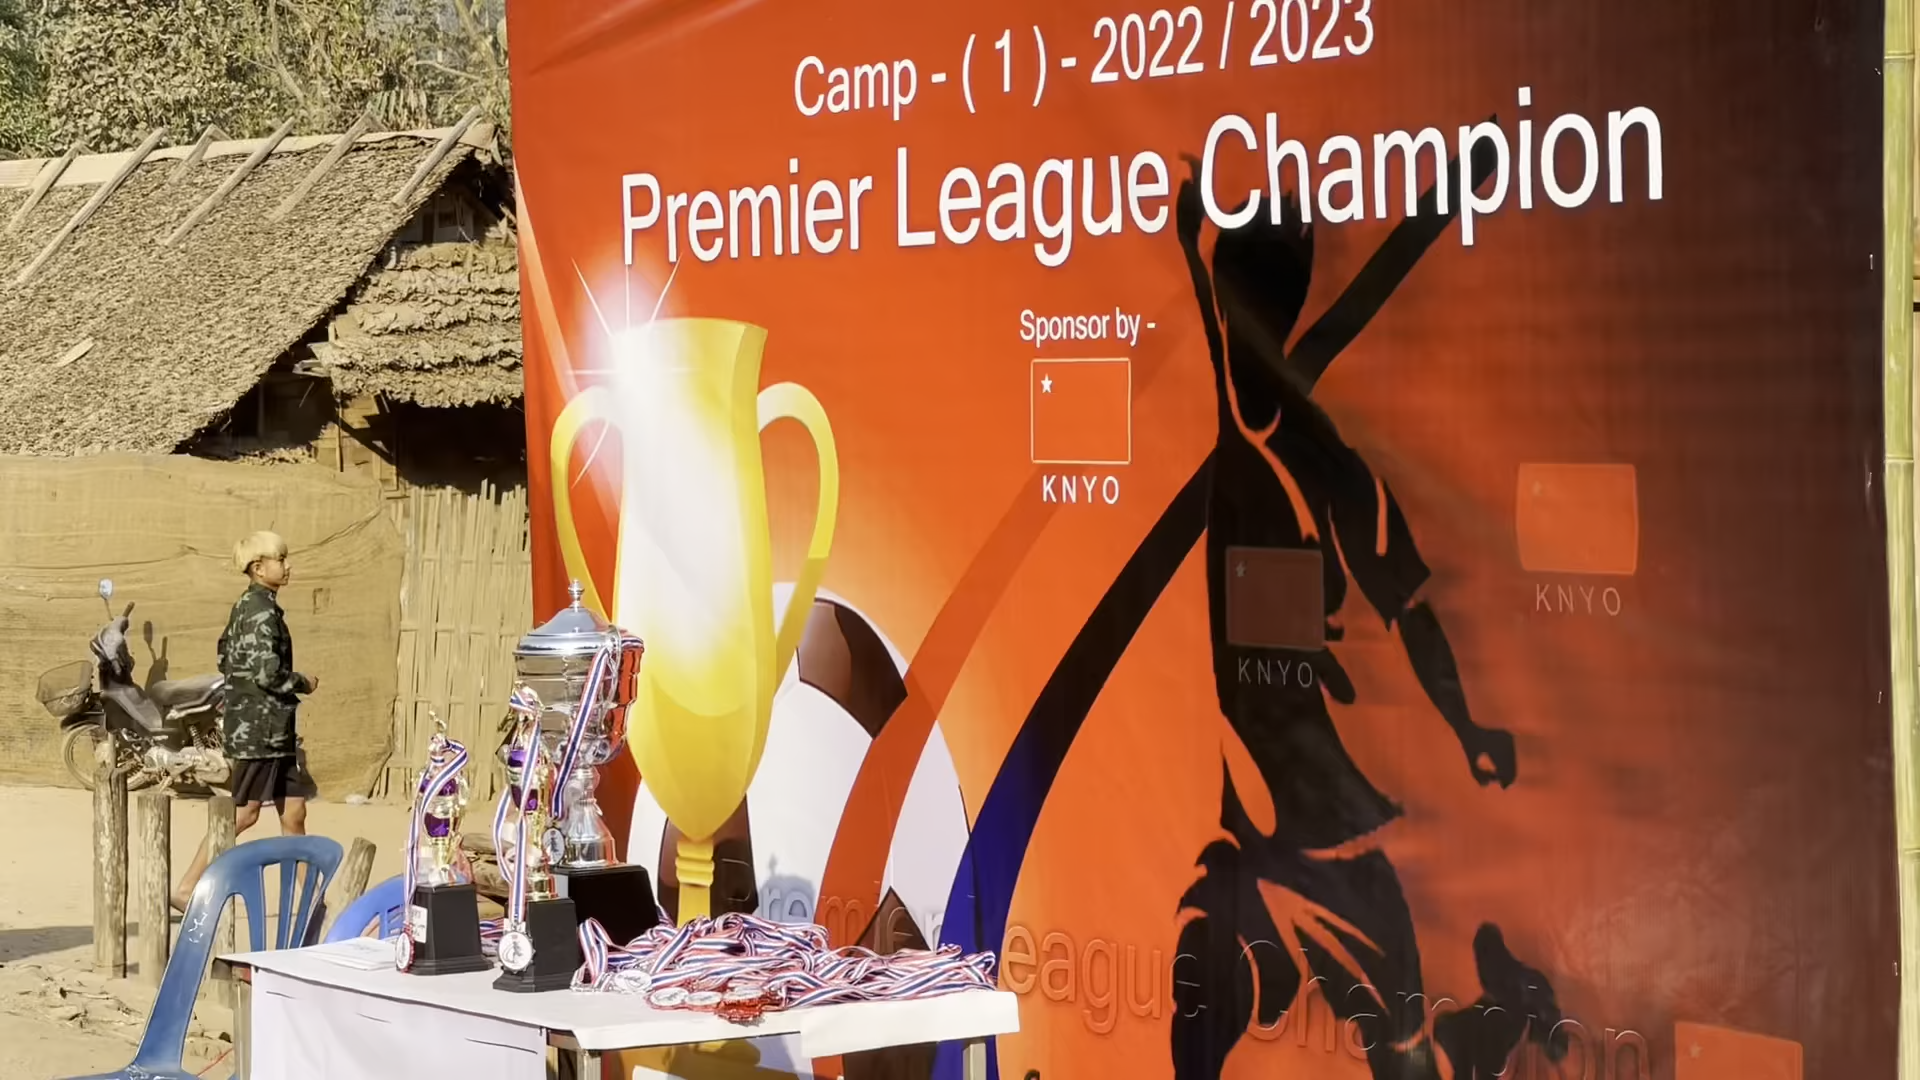 Camp - ( 1 ) - 2022 / 2023
Premier League Champion
Sponsor by -
KNYO
KNYO
KNYO
Premier League Champion